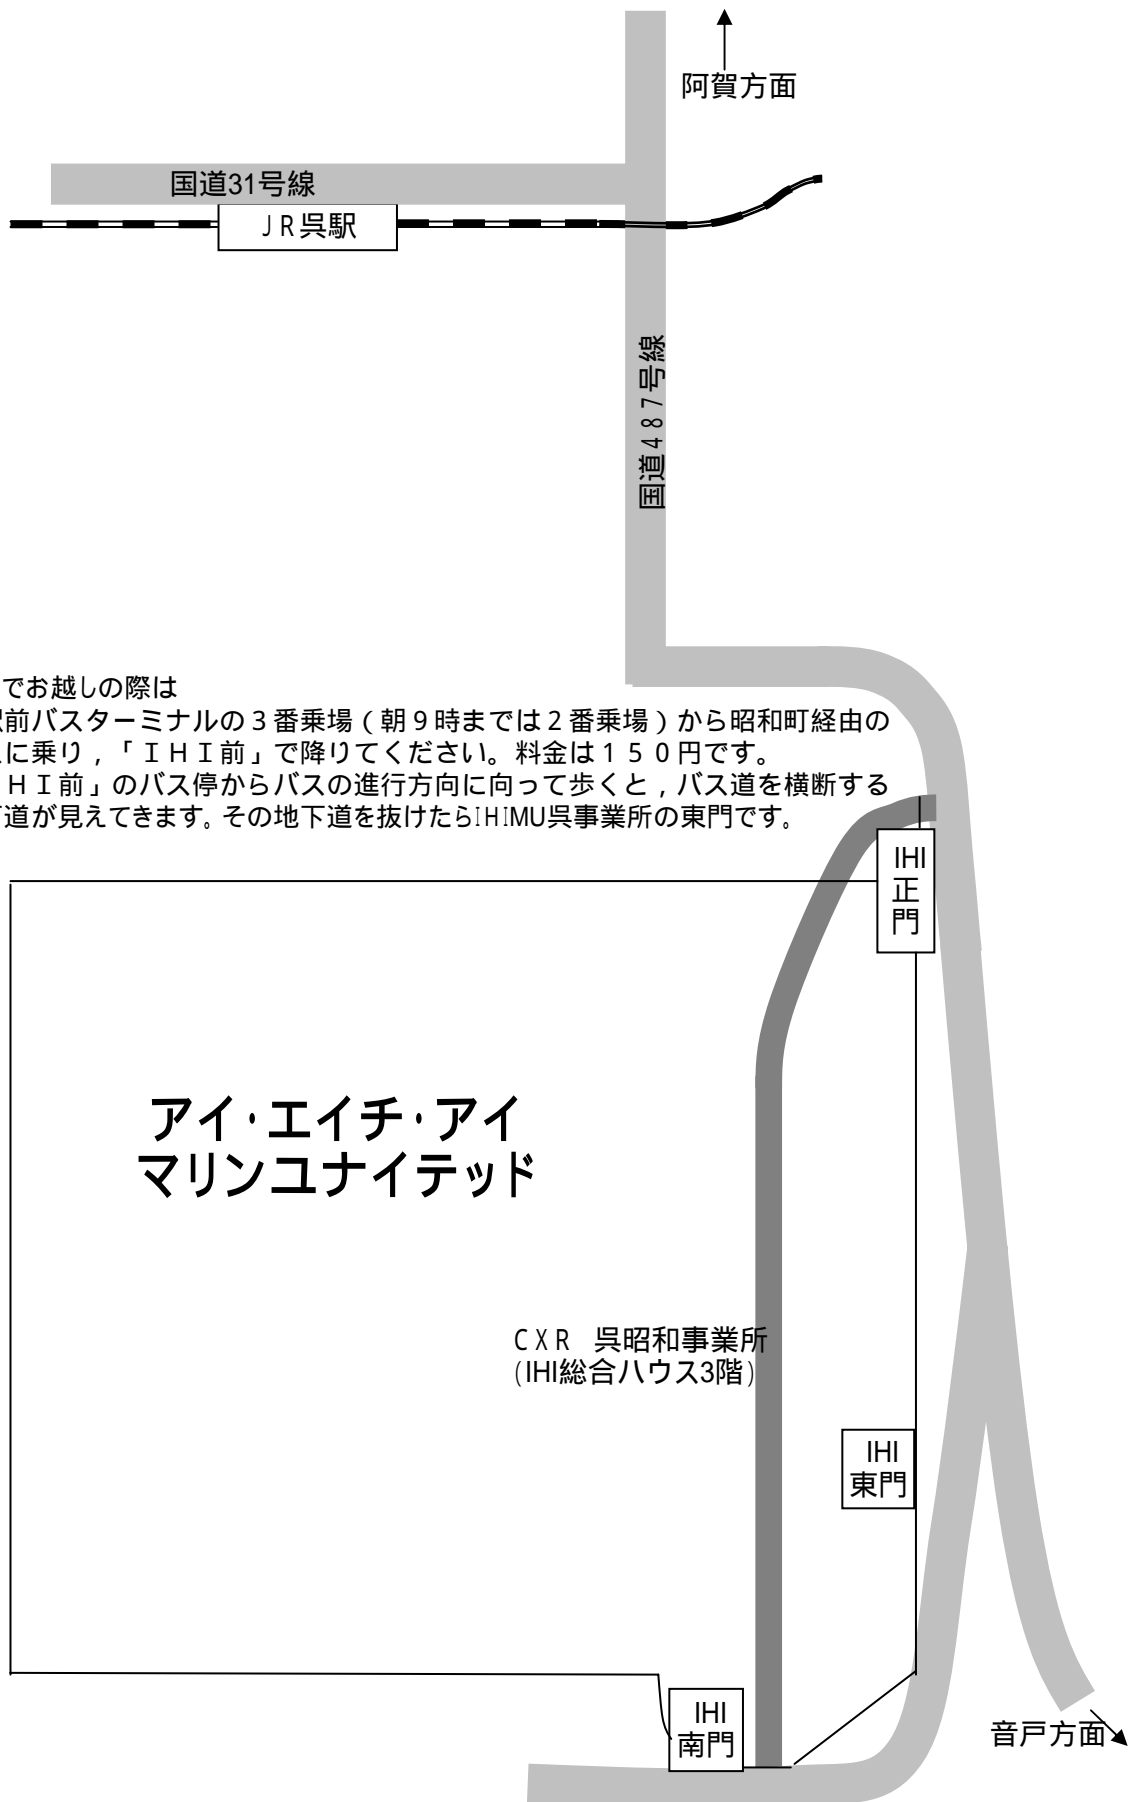 阿賀方面
国道31号線
JR呉駅
国道487号線
でお越しの際は
前バスターミナルの3番乗場(朝9時までは2番乗場)から昭和町経由の
に乗り,「IHI前」で降りてください。料金は150円です。
HI前」のバス停からバスの進行方向に向って歩くと,バス道を横断する
道が見えてきます。その地下道を抜けたらIHIMU呉事業所の東門です。
IHI
正
門
アイ・エイチ・アイ
マリンユナイテッド
CXR 呉昭和事業所
(IHI総合ハウス3階)
IHI
東門
IHI
南門
音戸方面